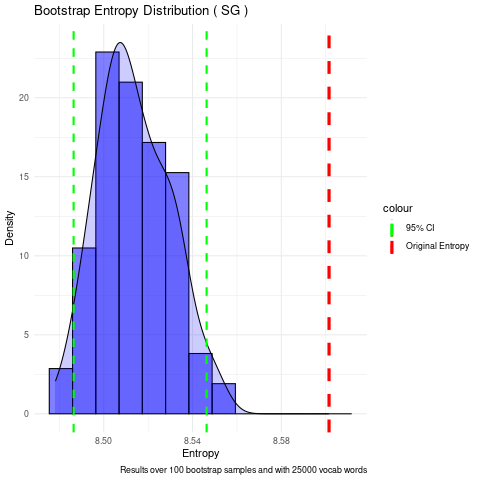 Bootstrap Entropy Distribution ( SG )
20
15
10
5
0
Density
8.50
8.54
8.58
Entropy
colour
95% CI
Original Entropy
Results over 100 bootstrap samples and with 25000 vocab words